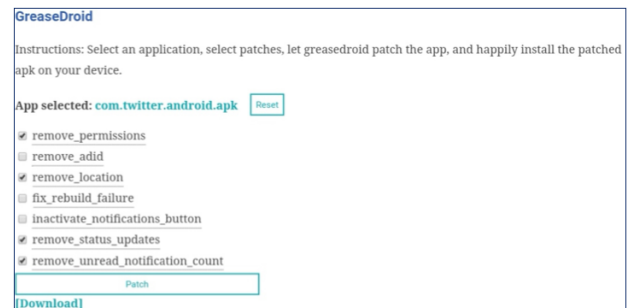 GreaseDroid
Instructions: Select an application, select patches, let greasedroid patch the app, and happily install the patched
apk on your device.
App selected: com.twitter.android.apk Reset
remove_permissions
remove_adid
remove_location
fix_rebuild_failure
inactivate_notifications_button
remove_status_updates
remove_unread_notification_count
Patch
[Download]